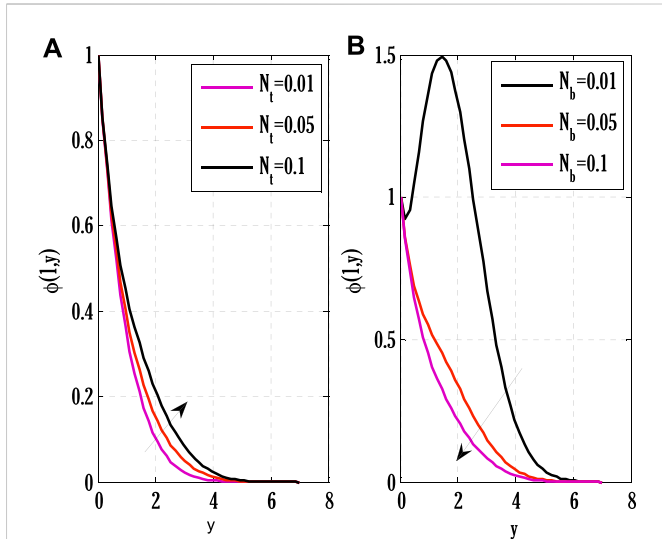 A
1
0.8
0.6
0.4
0.2
0
0 2 4 6 8
y
ϕ(1,y)
N_t=0.01
N_t=0.05
N_t=0.1
B
1.5
1
0.5
0
0 2 4 6 8
y
ϕ(1,y)
N_b=0.01
N_b=0.05
N_b=0.1